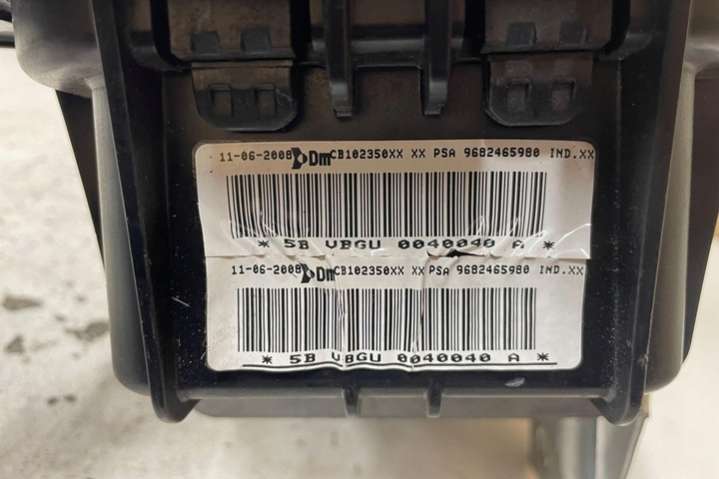 11-06-2008 Dm CB102350XX XX PSA 9682465980 IND.XX
* 5B VBGU 0040040 A *
11-06-2008 Dm CB102350XX XX PSA 9682465980 IND.XX
* 5B VBGU 0040040 A *